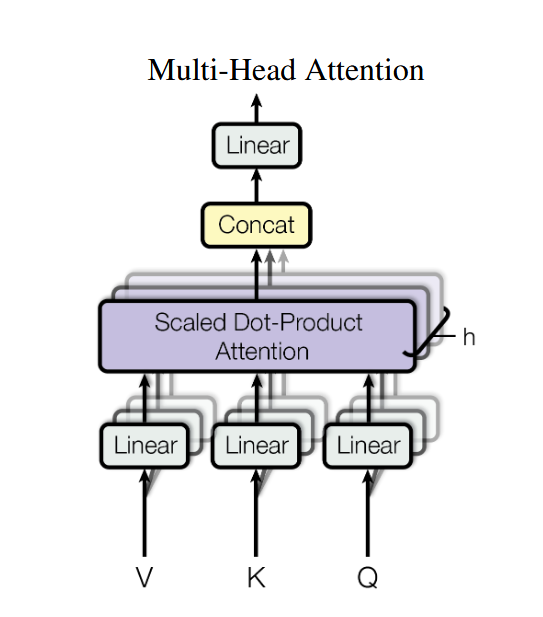 Multi-Head Attention
Linear
Concat
Scaled Dot-Product
Attention
h
Linear
Linear
Linear
V
K
Q